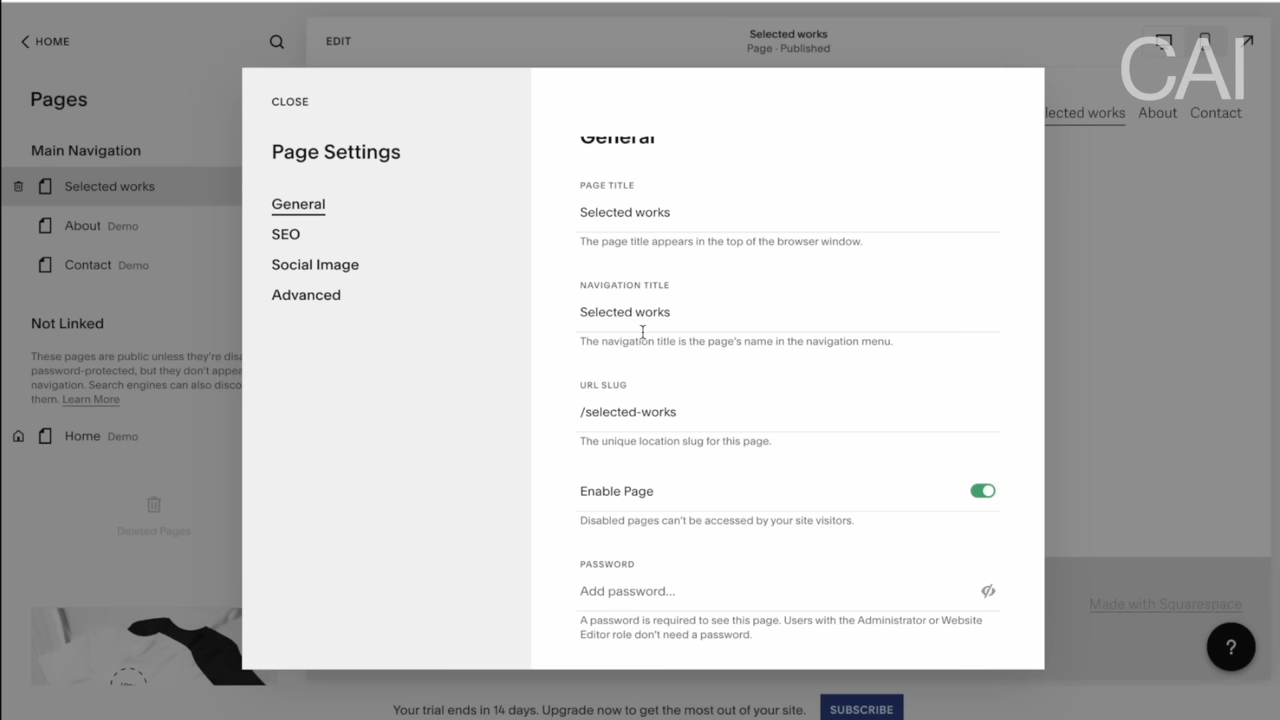 HOME
EDIT
Selected works
Page · Published
CAI
Pages
Main Navigation
Selected works
About Demo
Contact Demo
Not Linked
These pages are public unless they're disa
password-protected, but they don't appea
navigation. Search engines can also disco
them. Learn More
Home Demo
Deleted Pages
CLOSE
Page Settings
General
SEO
Social Image
Advanced
General
PAGE TITLE
Selected works
The page title appears in the top of the browser window.
NAVIGATION TITLE
Selected works
The navigation title is the page's name in the navigation menu.
URL SLUG
/selected-works
The unique location slug for this page.
Enable Page
Disabled pages can't be accessed by your site visitors.
PASSWORD
Add password...
A password is required to see this page. Users with the Administrator or Website
Editor role don't need a password.
lected works About Contact
Made with Squarespace
?
Your trial ends in 14 days. Upgrade now to get the most out of your site. SUBSCRIBE